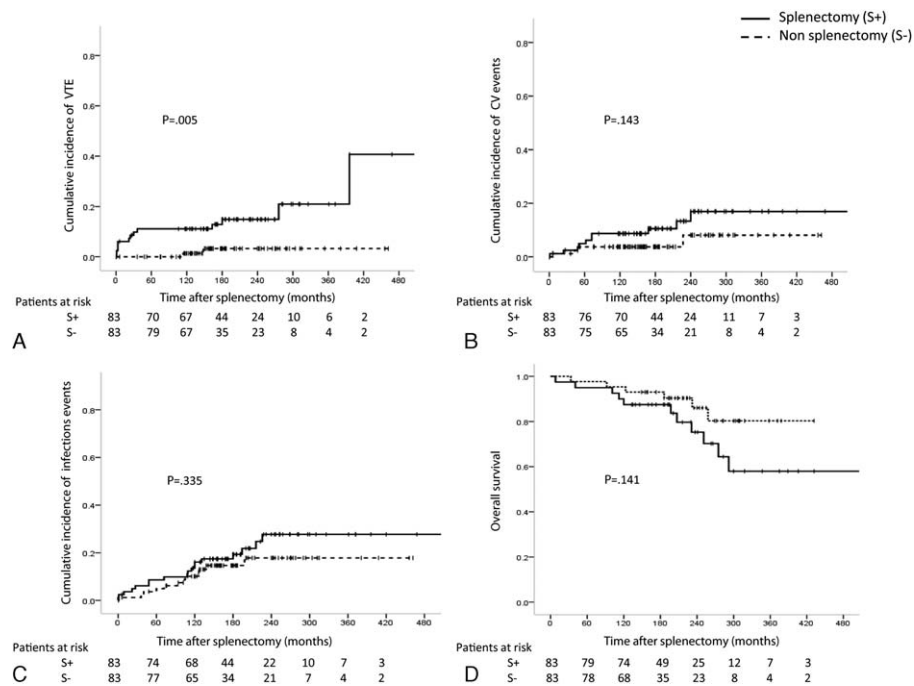 A
B
Splenectomy (S+)
Non splenectomy (S-)
Cumulative incidence of VTE
0.8
0.6
0.4
0.2
0.0
P=.005
0 60 120 180 240 300 360 420 480
Time after splenectomy (months)
Patients at risk
S+ 83 70 67 44 24 10 6 2
S- 83 79 67 35 23 8 4 2
Cumulative incidence of CV events
0.8
0.6
0.4
0.2
0.0
P=.143
0 60 120 180 240 300 360 420 480
Time after splenectomy (months)
Patients at risk
S+ 83 76 70 44 24 11 7 3
S- 83 75 65 34 21 8 4 2
C
Cumulative incidence of infections events
0.8
0.6
0.4
0.2
0.0
P=.335
0 60 120 180 240 300 360 420 480
Time after splenectomy (months)
Patients at risk
S+ 83 74 68 44 22 10 7 3
S- 83 77 65 34 21 7 4 2
D
Overall survival
1.0
0.8
0.6
0.4
0.2
0.0
P=.141
0 60 120 180 240 300 360 420 480
Time after splenectomy (months)
Patients at risk
S+ 83 79 74 49 25 12 7 3
S- 83 78 68 35 23 8 4 2